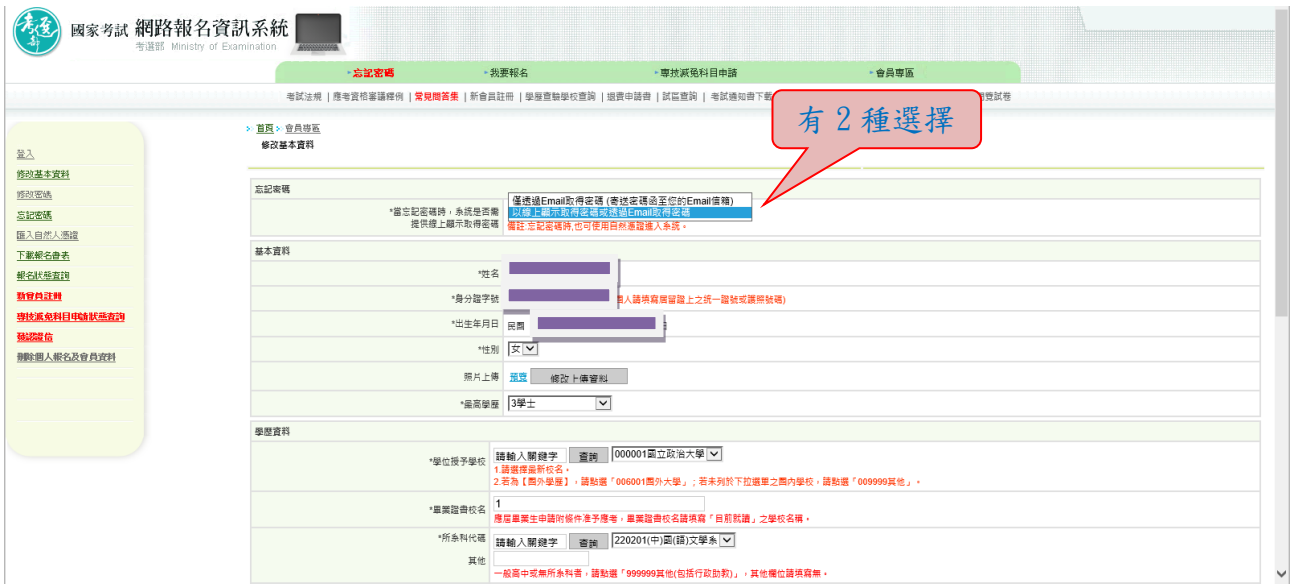 國家考試 網路報名資訊系統
考選部 Ministry of Examination
忘記密碼 我要報名 專技減免科目申請 會員專區
考試法規 | 應考資格審議釋例 | 常見問答集 | 新會員註冊 | 學歷查驗學校查詢 | 退費申請書 | 試區查詢 | 考試通知書下載
閱覽試卷
有2種選擇
> 首頁 > 會員專區
修改基本資料
登入
修改基本資料
修改密碼
忘記密碼
匯入自然人憑證
下載報名書表
報名狀態查詢
新會員註冊
專技減免科目申請狀態查詢
補發認證信
刪除個人報名及會員資料
忘記密碼
*當忘記密碼時，系統是否需
提供線上顯示取得密碼
僅透過Email取得密碼 (寄送密碼函至您的Email信箱)
以線上顯示取得密碼或透過Email取得密碼
備註:忘記密碼時,也可使用自然憑證進入系統。
基本資料
*姓名
*身分證字號 人請填寫居留證上之統一證號或護照號碼)
*出生年月日 民國
*性別 女
照片上傳 預覽 修改上傳資料
*最高學歷 3學士
學歷資料
*學位授予學校 請輸入關鍵字 查詢 000001國立政治大學
1.請選擇最新校名。
2.若為【國外學歷】，請點選「006001國外大學」；若未列於下拉選單之國內學校，請點選「009999其他」。
*畢業證書校名 1
應屆畢業生申請附條件准予應考，畢業證書校名請填寫「目前就讀」之學校名稱。
*所系科代碼 請輸入關鍵字 查詢 220201(中)國(語)文學系
其他
一般高中或無所系科者，請點選「999999其他(包括行政助教)」，其他欄位請填寫無。